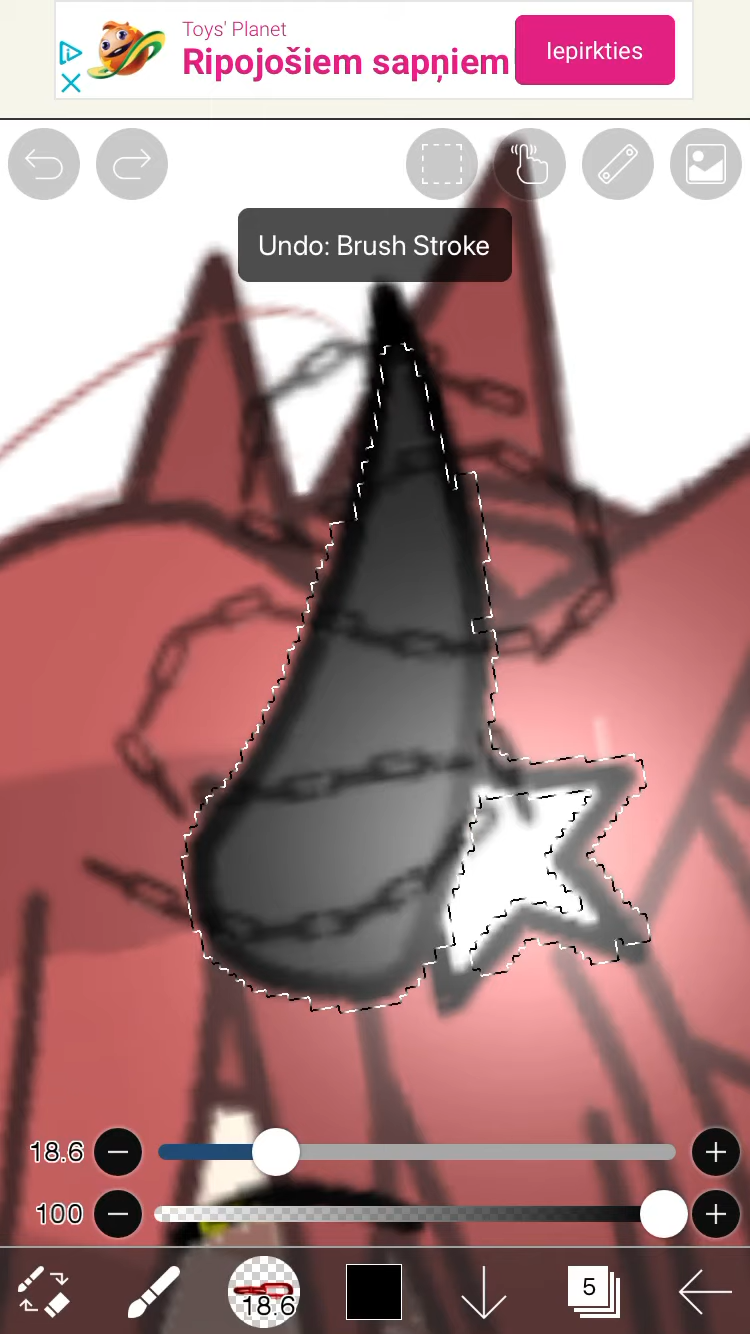 Toys' Planet
Ripojošiem sapņiem
Iepirkties
Undo: Brush Stroke
18.6
100
18.6
5